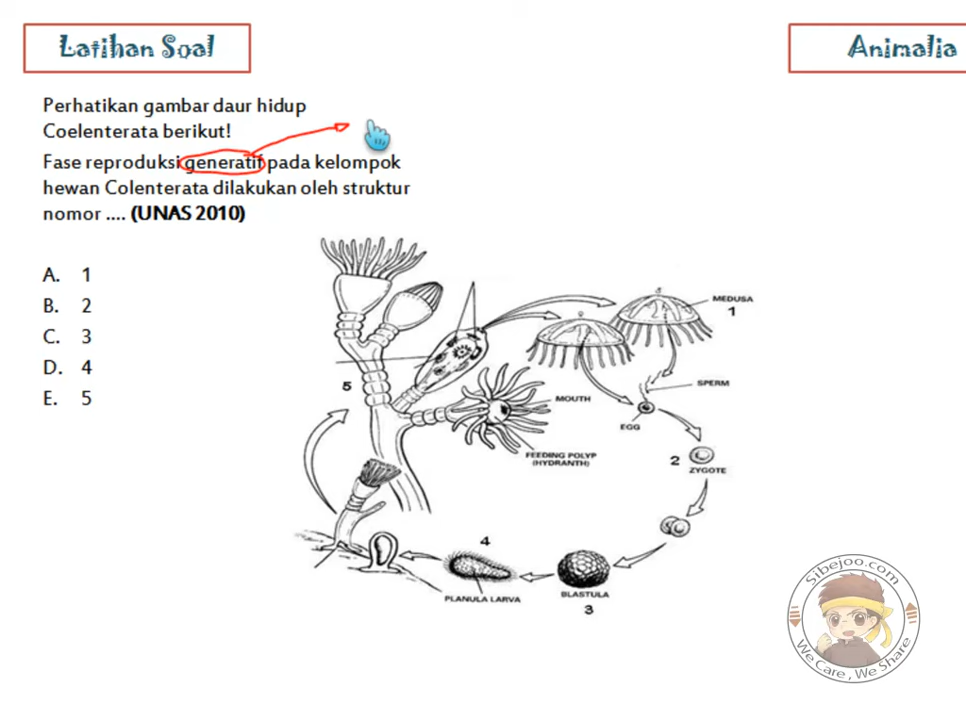 Latihan Soal
Animalia
Perhatikan gambar daur hidup
Coelenterata berikut!
Fase reproduksi generatif pada kelompok
hewan Colenterata dilakukan oleh struktur
nomor .... (UNAS 2010)
A. 1
B. 2
C. 3
D. 4
E. 5
MEDUSA
1
SPERM
EGG
5
MOUTH
FEEDING POLYP
(HYDRANTH)
2
ZYGOTE
4
PLANULA LARVA
BLASTULA
3
Sibejoo.com
We Care, We Share